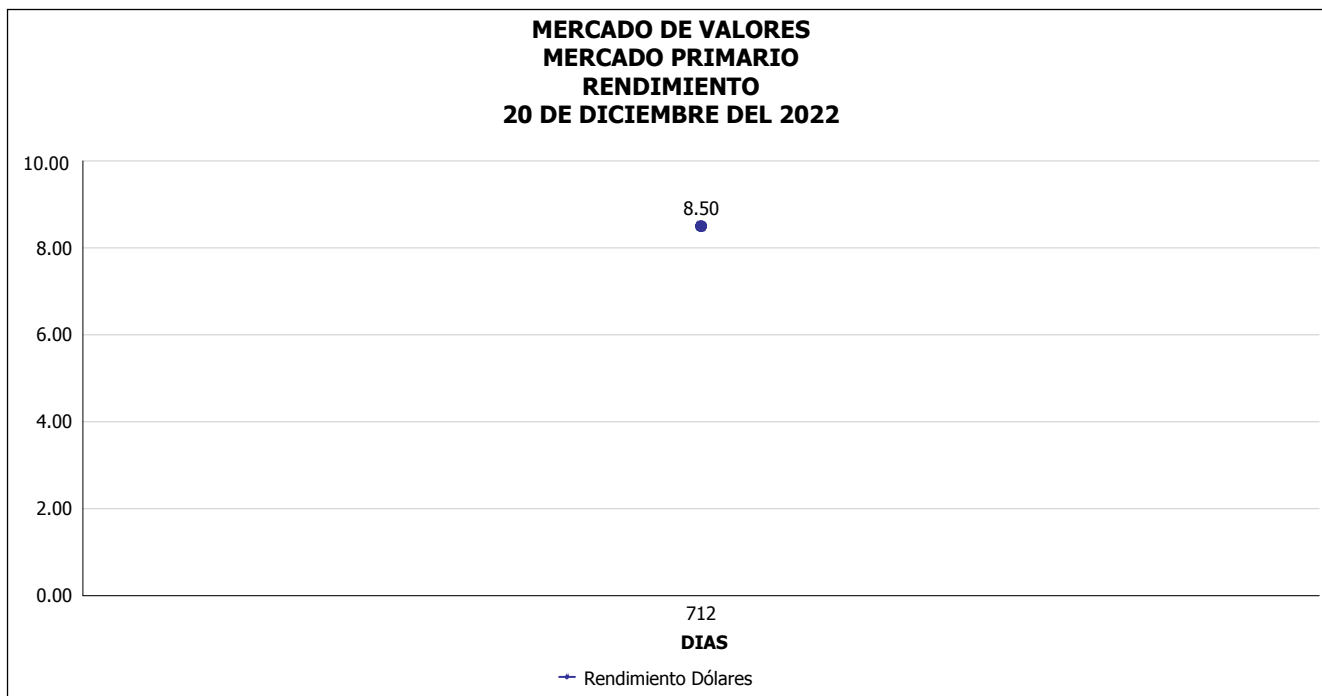 MERCADO DE VALORES
MERCADO PRIMARIO
RENDIMIENTO
20 DE DICIEMBRE DEL 2022
10.00
8.50
8.00
6.00
4.00
2.00
0.00
712
DIAS
Rendimiento Dólares